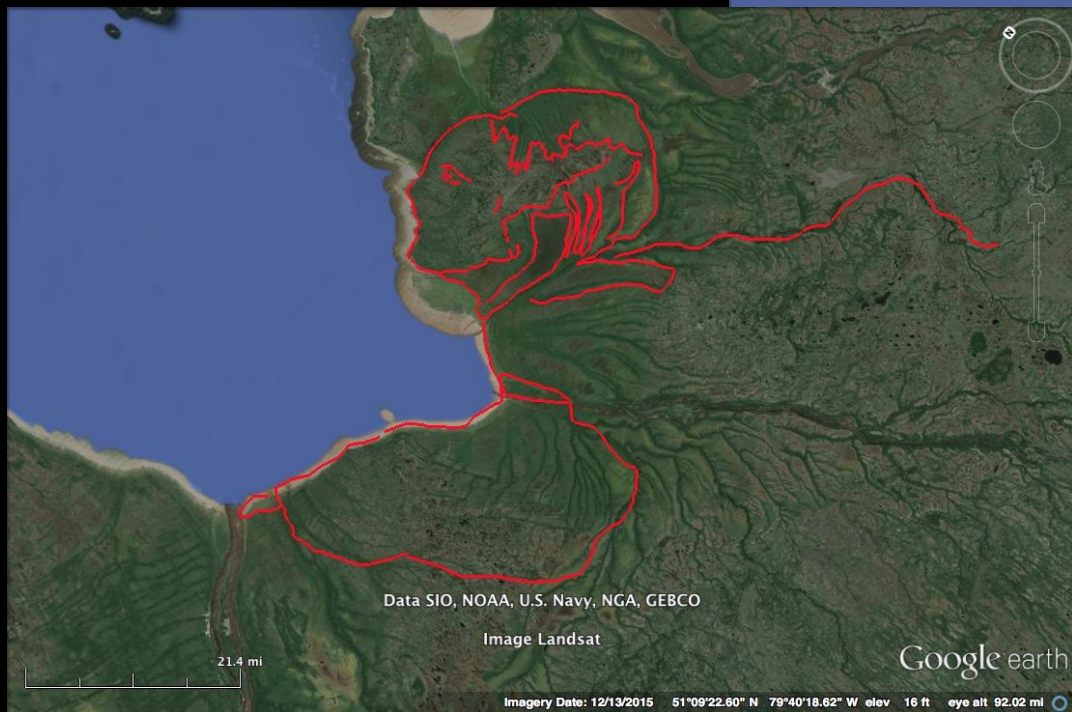 N
Data SIO, NOAA, U.S. Navy, NGA, GEBCO
Image Landsat
21.4 mi
Google earth
Imagery Date: 12/13/2015 51°09'22.60" N 79°40'18.62" W elev 16 ft eye alt 92.02 mi